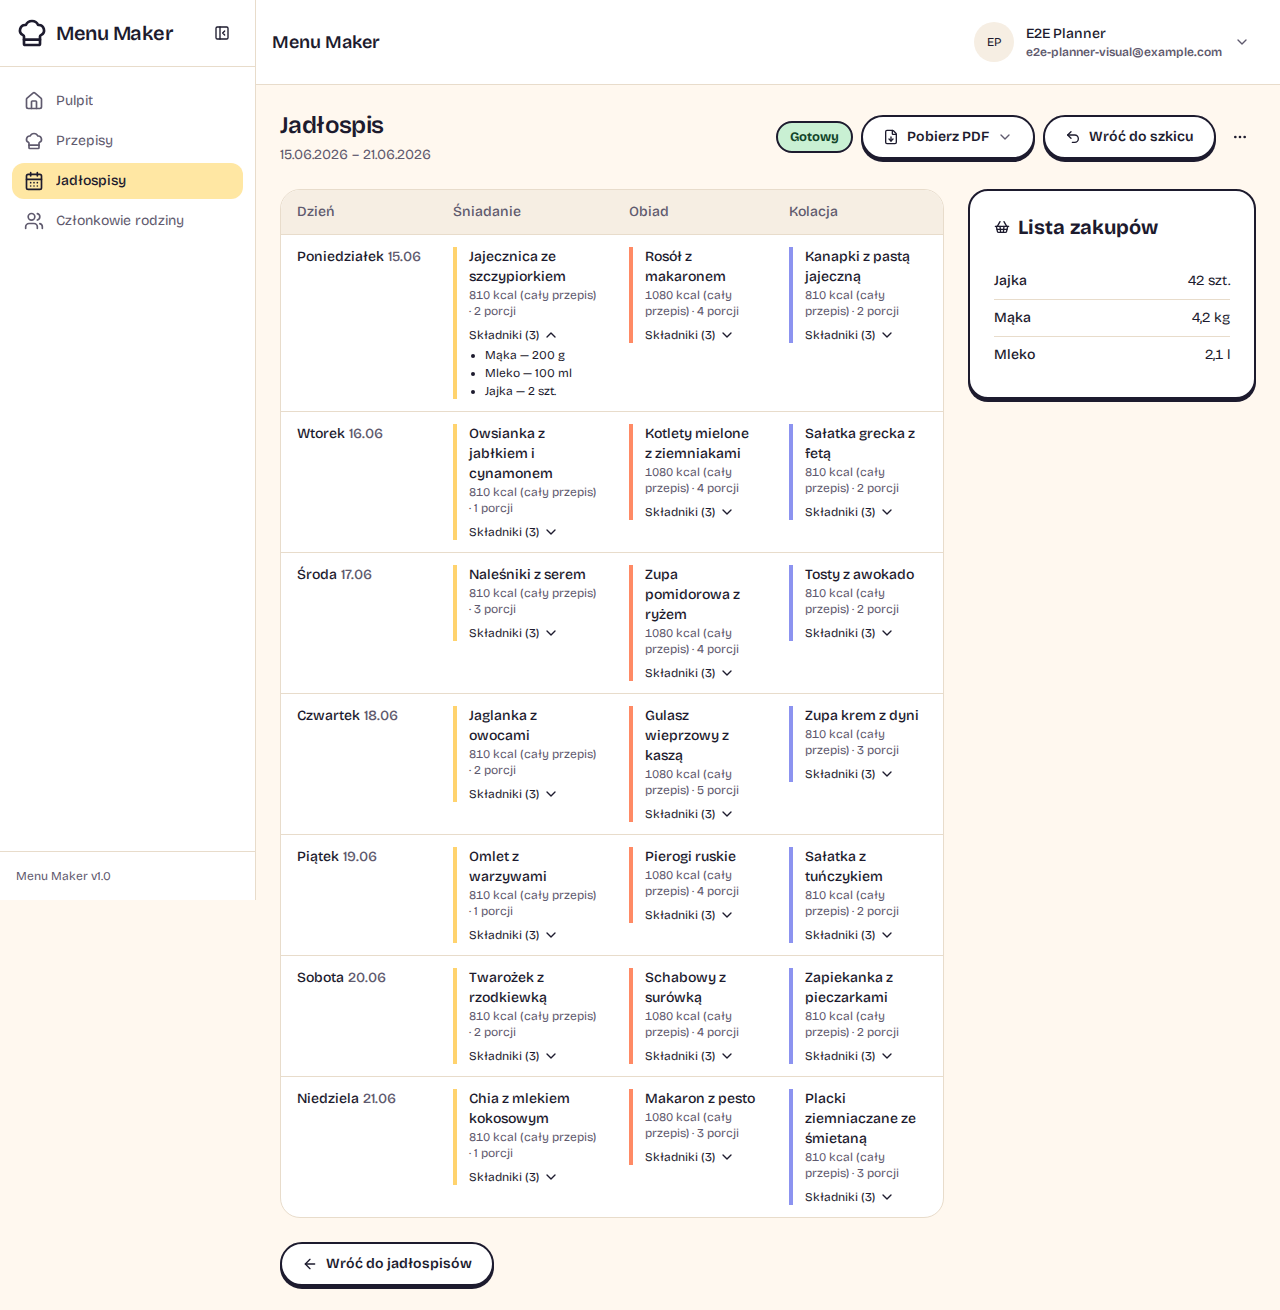 Menu Maker
Pulpit
Przepisy
Jadłospisy
Członkowie rodziny
Menu Maker v1.0
Menu Maker
EP
E2E Planner
e2e-planner-visual@example.com
Jadłospis
15.06.2026 – 21.06.2026
Gotowy
Pobierz PDF
Wróć do szkicu
Dzień Śniadanie Obiad Kolacja
Poniedziałek 15.06
Jajecznica ze
szczypiorkiem
810 kcal (cały przepis)
· 2 porcji
Składniki (3)
Mąka — 200 g
Mleko — 100 ml
Jajka — 2 szt.
Rosół z
makaronem
1080 kcal (cały
przepis) · 4 porcji
Składniki (3)
Kanapki z pastą
jajeczną
810 kcal (cały
przepis) · 2 porcji
Składniki (3)
Wtorek 16.06
Owsianka z
jabłkiem i
cynamonem
810 kcal (cały przepis)
· 1 porcji
Składniki (3)
Kotlety mielone
z ziemniakami
1080 kcal (cały
przepis) · 4 porcji
Składniki (3)
Sałatka grecka z
fetą
810 kcal (cały
przepis) · 2 porcji
Składniki (3)
Środa 17.06
Naleśniki z serem
810 kcal (cały przepis)
· 3 porcji
Składniki (3)
Zupa
pomidorowa z
ryżem
1080 kcal (cały
przepis) · 4 porcji
Składniki (3)
Tosty z awokado
810 kcal (cały
przepis) · 2 porcji
Składniki (3)
Czwartek 18.06
Jaglanka z
owocami
810 kcal (cały przepis)
· 2 porcji
Składniki (3)
Gulasz
wieprzowy z
kaszą
1080 kcal (cały
przepis) · 5 porcji
Składniki (3)
Zupa krem z dyni
810 kcal (cały
przepis) · 3 porcji
Składniki (3)
Piątek 19.06
Omlet z
warzywami
810 kcal (cały przepis)
· 1 porcji
Składniki (3)
Pierogi ruskie
1080 kcal (cały
przepis) · 4 porcji
Składniki (3)
Sałatka z
tuńczykiem
810 kcal (cały
przepis) · 2 porcji
Składniki (3)
Sobota 20.06
Twarożek z
rzodkiewką
810 kcal (cały przepis)
· 2 porcji
Składniki (3)
Schabowy z
surówką
1080 kcal (cały
przepis) · 4 porcji
Składniki (3)
Zapiekanka z
pieczarkami
810 kcal (cały
przepis) · 2 porcji
Składniki (3)
Niedziela 21.06
Chia z mlekiem
kokosowym
810 kcal (cały przepis)
· 1 porcji
Składniki (3)
Makaron z pesto
1080 kcal (cały
przepis) · 3 porcji
Składniki (3)
Placki
ziemniaczane ze
śmietaną
810 kcal (cały
przepis) · 3 porcji
Składniki (3)
Lista zakupów
Jajka 42 szt.
Mąka 4,2 kg
Mleko 2,1 l
Wróć do jadłospisów